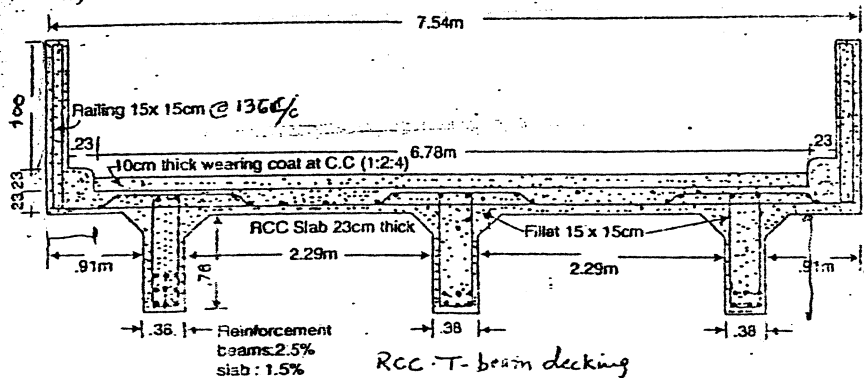 7.54m
100
Railing 15x 15cm @ 136 c/c
.23
6.78m
.23
10cm thick wearing coat at C.C (1:2:4)
23,23
RCC Slab 23cm thick
Fillat 15 x 15cm
.91m
2.29m
.76
2.29m
.91m
.38
.38
.38
Reinforcement
beams:2.5%
slab : 1.5%
RCC T-beam decking